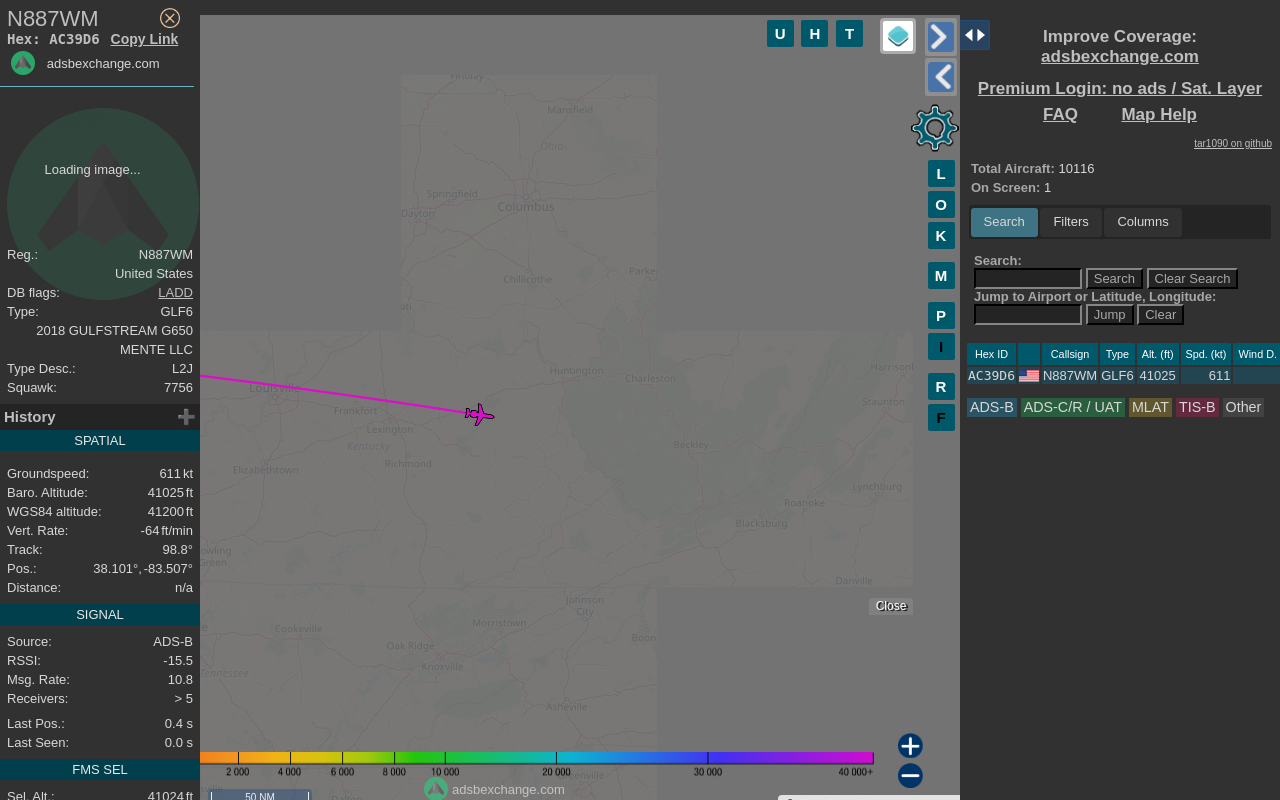 N887WM
Hex: AC39D6 Copy Link
adsbexchange.com
Loading image...
Reg.: N887WM
United States
DB flags: LADD
Type: GLF6
2018 GULFSTREAM G650
MENTE LLC
Type Desc.: L2J
Squawk: 7756
History
SPATIAL
Groundspeed: 611 kt
Baro. Altitude: 41025 ft
WGS84 altitude: 41200 ft
Vert. Rate: -64 ft/min
Track: 98.8°
Pos.: 38.101°, -83.507°
Distance: n/a
SIGNAL
Source: ADS-B
RSSI: -15.5
Msg. Rate: 10.8
Receivers: > 5
Last Pos.: 0.4 s
Last Seen: 0.0 s
FMS SEL
Sel. Alt.: 41024 ft
U H T
L
O
K
M
P
I
R
F
Findlay
Mansfield
Ohio
Springfield
Columbus
Dayton
Chillicothe
Parke
Huntington
Charleston
Harrison
Louisville
Frankfort
Lexington
Kentucky
Richmond
Elizabethtown
Staunton
Beckley
Lynchburg
Roanoke
Blacksburg
owling
Green
Danville
Johnson
City
Cookeville
Morristown
Boon
Oak Ridge
Knoxville
Tennessee
Asheville
Close
2 000 4 000 6 000 8 000 10 000 20 000 30 000 40 000+
adsbexchange.com
50 NM
Improve Coverage:
adsbexchange.com
Premium Login: no ads / Sat. Layer
FAQ Map Help
tar1090 on github
Total Aircraft: 10116
On Screen: 1
Search Filters Columns
Search:
Search Clear Search
Jump to Airport or Latitude, Longitude:
Jump Clear
Hex ID Callsign Type Alt. (ft) Spd. (kt) Wind D.
AC39D6 N887WM GLF6 41025 611
ADS-B ADS-C/R / UAT MLAT TIS-B Other